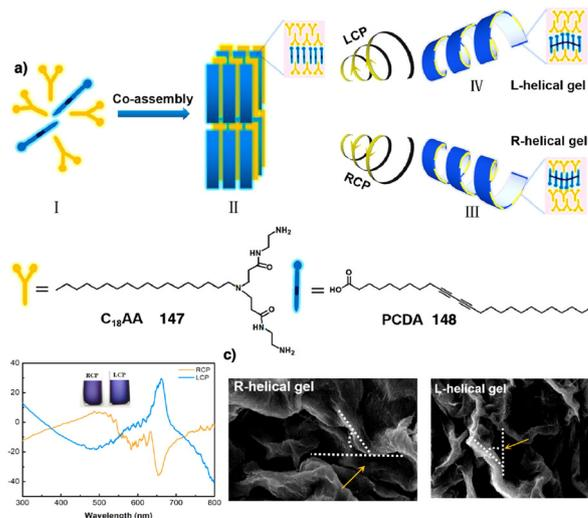 a)
Co-assembly
I
II
LCP
IV
L-helical gel
R-helical gel
RCP
III
NH₂
HN
O
N
O
HN
NH₂
C₁₈AA 147
O
HO
PCDA 148
40
20
0
-20
-40
300 400 500 600 700 800
Wavelength (nm)
RCP LCP
RCP
LCP
c)
R-helical gel
L-helical gel